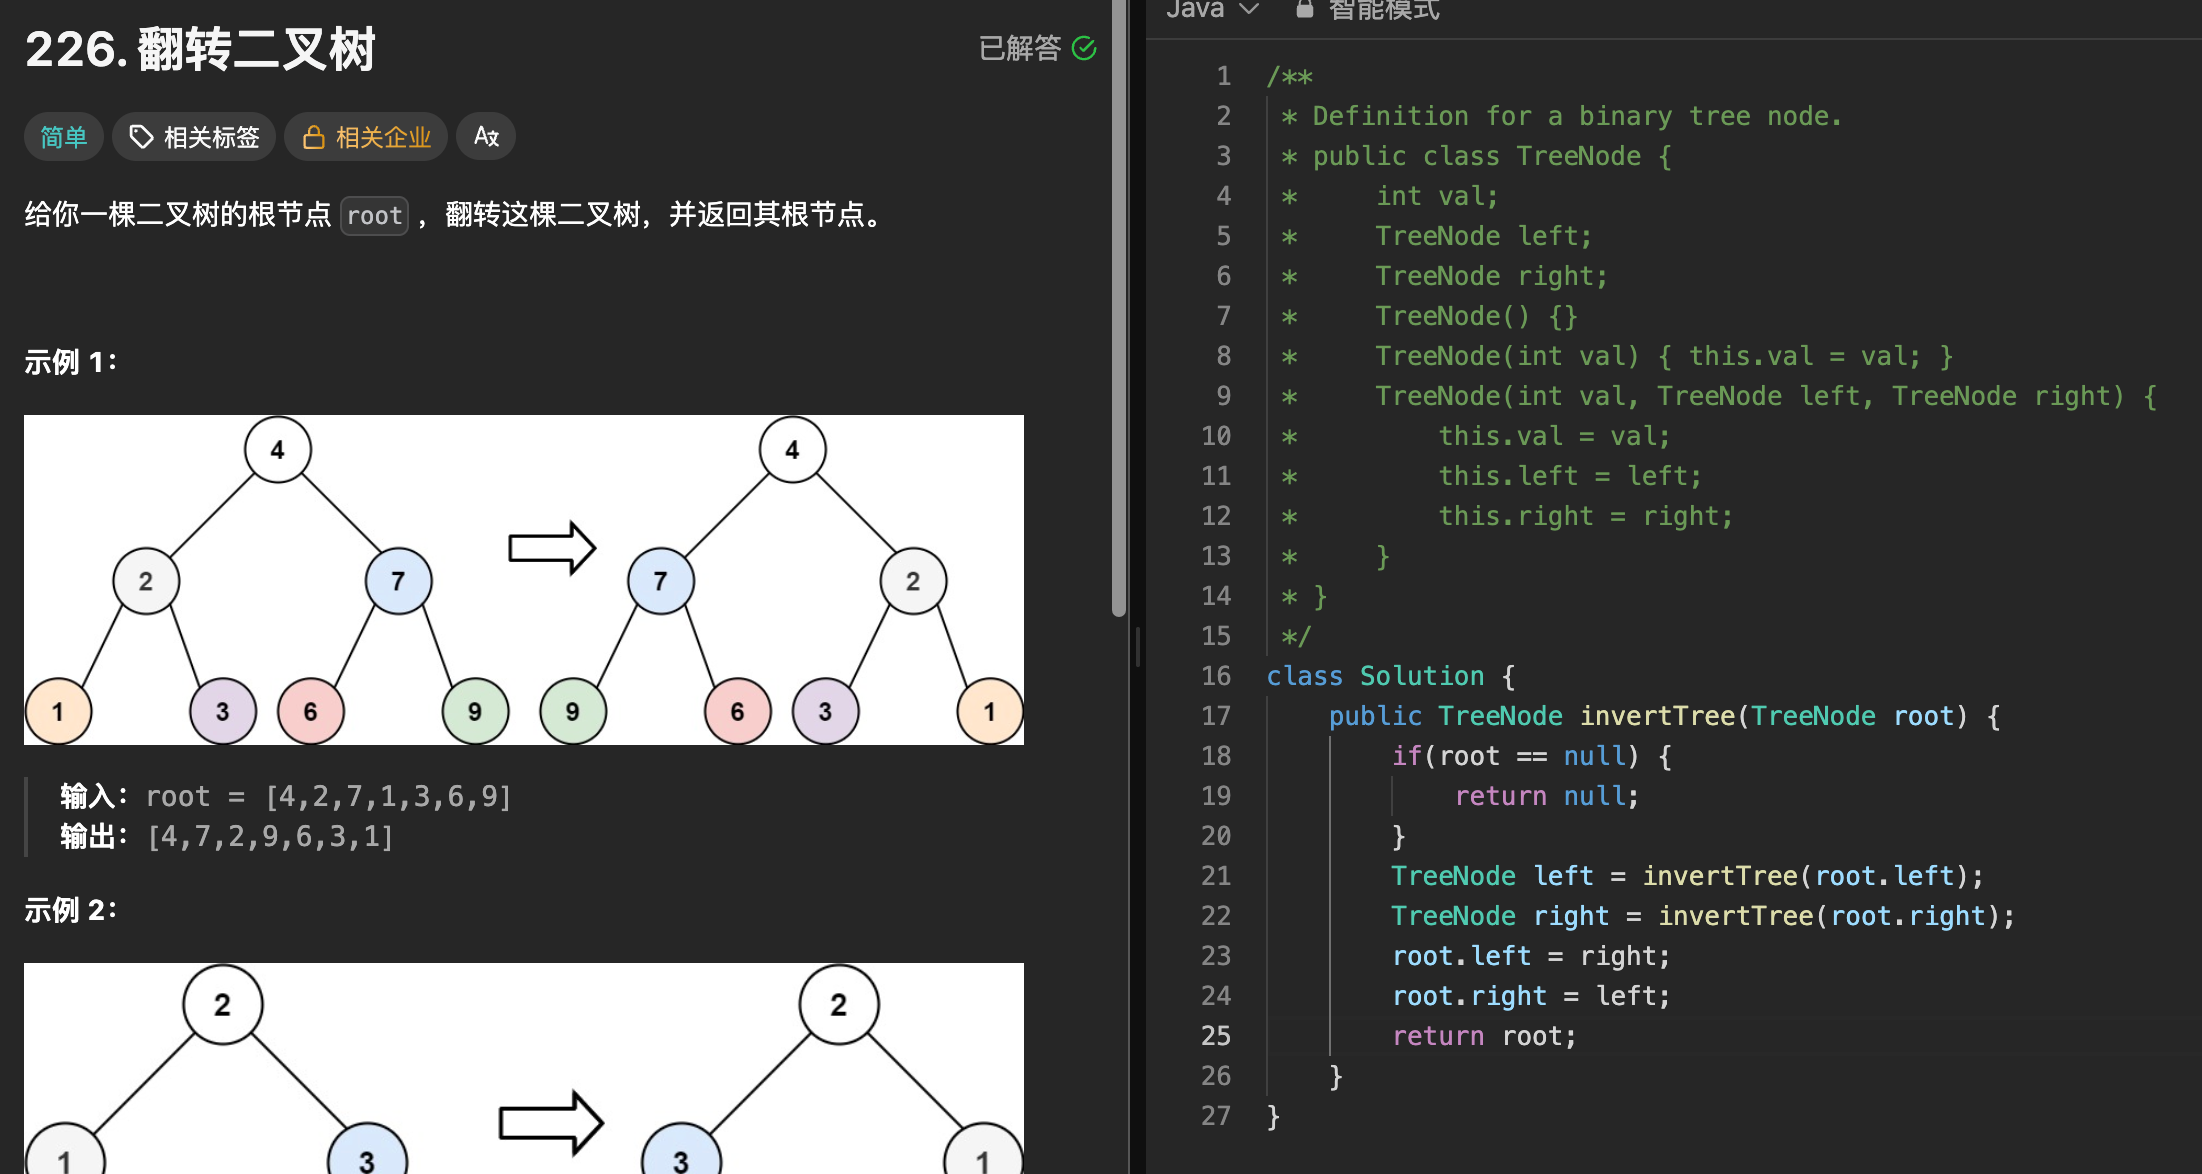 226. 翻转二叉树
已解答
简单 相关标签 相关企业 Aあ
给你一棵二叉树的根节点 root ，翻转这棵二叉树，并返回其根节点。
示例 1：
4
2 7
1 3 6 9
4
7 2
9 6 3 1
输入：root = [4,2,7,1,3,6,9]
输出：[4,7,2,9,6,3,1]
示例 2：
2
1 3
2
3 1
Java 智能模式
1 /**
2 * Definition for a binary tree node.
3 * public class TreeNode {
4 *     int val;
5 *     TreeNode left;
6 *     TreeNode right;
7 *     TreeNode() {}
8 *     TreeNode(int val) { this.val = val; }
9 *     TreeNode(int val, TreeNode left, TreeNode right) {
10 *         this.val = val;
11 *         this.left = left;
12 *         this.right = right;
13 *     }
14 * }
15 */
16 class Solution {
17     public TreeNode invertTree(TreeNode root) {
18         if(root == null) {
19             return null;
20         }
21         TreeNode left = invertTree(root.left);
22         TreeNode right = invertTree(root.right);
23         root.left = right;
24         root.right = left;
25         return root;
26     }
27 }